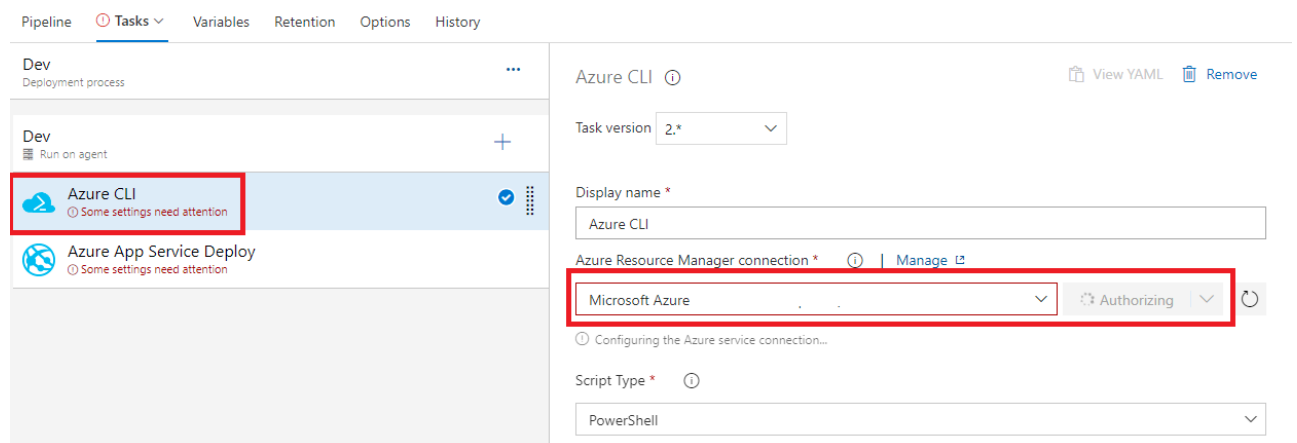 Pipeline Tasks Variables Retention Options History
Dev
Deployment process
Dev
Run on agent
Azure CLI
Some settings need attention
Azure App Service Deploy
Some settings need attention
Azure CLI View YAML Remove
Task version 2.*
Display name *
Azure CLI
Azure Resource Manager connection * | Manage
Microsoft Azure Authorizing
Configuring the Azure service connection...
Script Type *
PowerShell